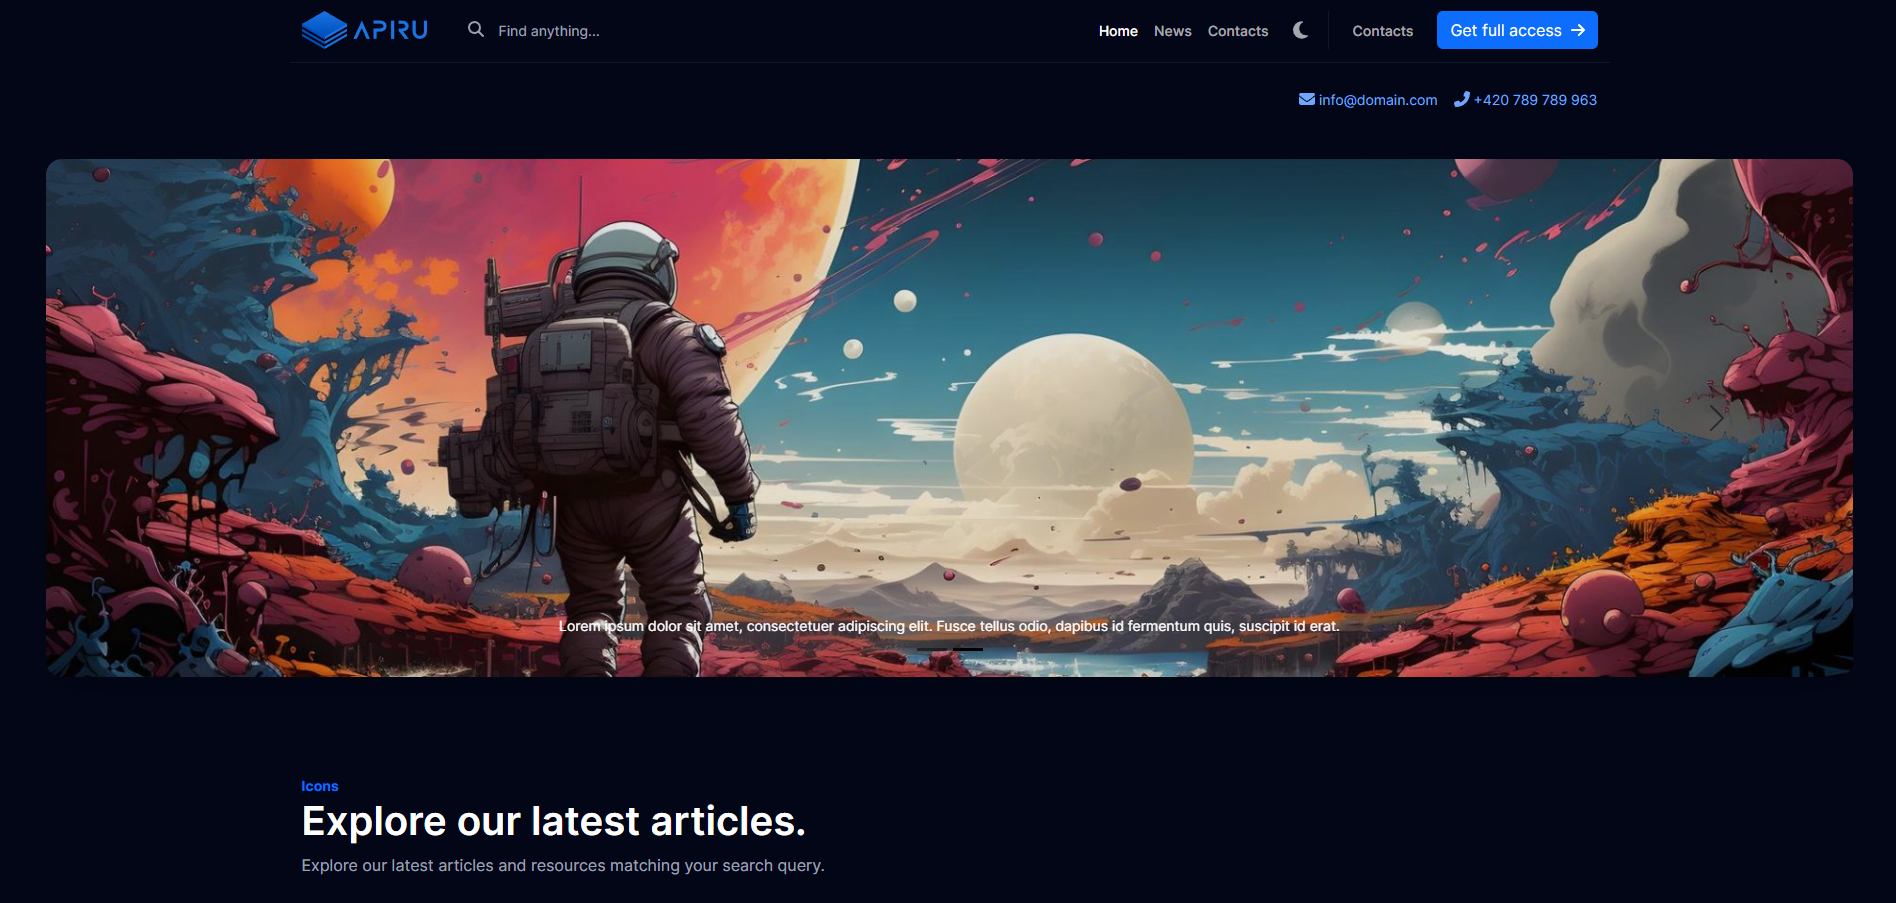 APIRU
Find anything...
Home
News
Contacts
Contacts
Get full access
info@domain.com
+420 789 789 963
Lorem ipsum dolor sit amet, consectetuer adipiscing elit. Fusce tellus odio, dapibus id fermentum quis, suscipit id erat.
Icons
Explore our latest articles.
Explore our latest articles and resources matching your search query.